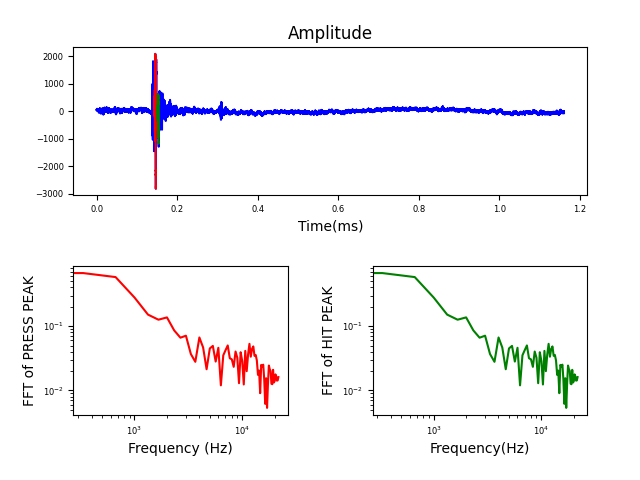 Amplitude
2000
1000
0
−1000
−2000
−3000
0.0 0.2 0.4 0.6 0.8 1.0 1.2
Time(ms)
FFT of PRESS PEAK
10⁻¹
10⁻²
10³ 10⁴
Frequency (Hz)
FFT of HIT PEAK
10⁻¹
10⁻²
10³ 10⁴
Frequency(Hz)